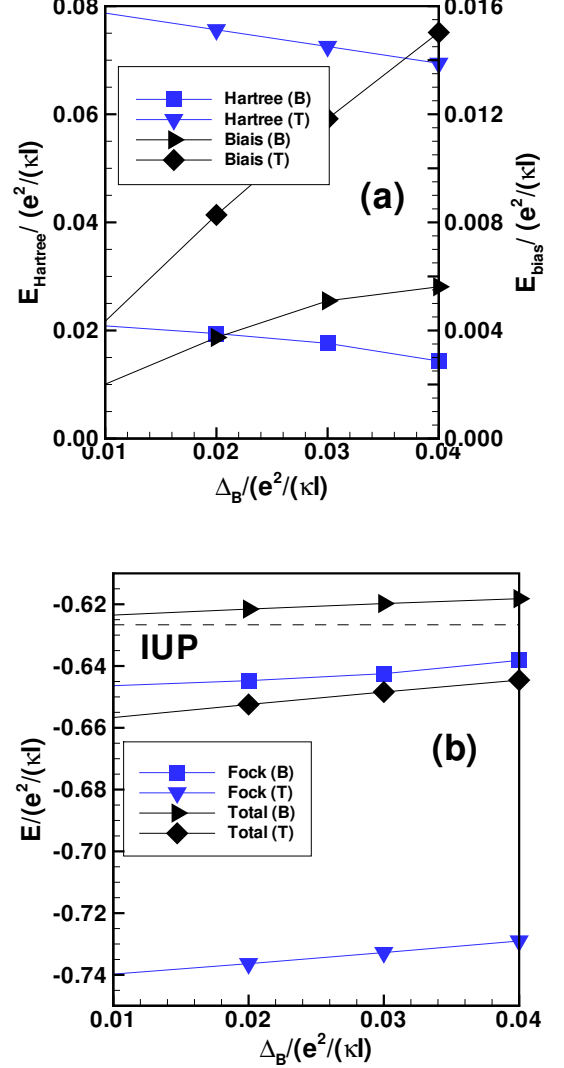 0.08
0.06
0.04
0.02
0.00
E_Hartree/ (e²/(κl)
0.016
0.012
0.008
0.004
0.000
E_bias/ (e²/(κl)
Hartree (B)
Hartree (T)
Biais (B)
Biais (T)
(a)
0.01 0.02 0.03 0.04
Δ_B/(e²/(κl)
-0.62
-0.64
-0.66
-0.68
-0.70
-0.72
-0.74
E/(e²/(κl)
IUP
(b)
Fock (B)
Fock (T)
Total (B)
Total (T)
0.01 0.02 0.03 0.04
Δ_B/(e²/(κl)